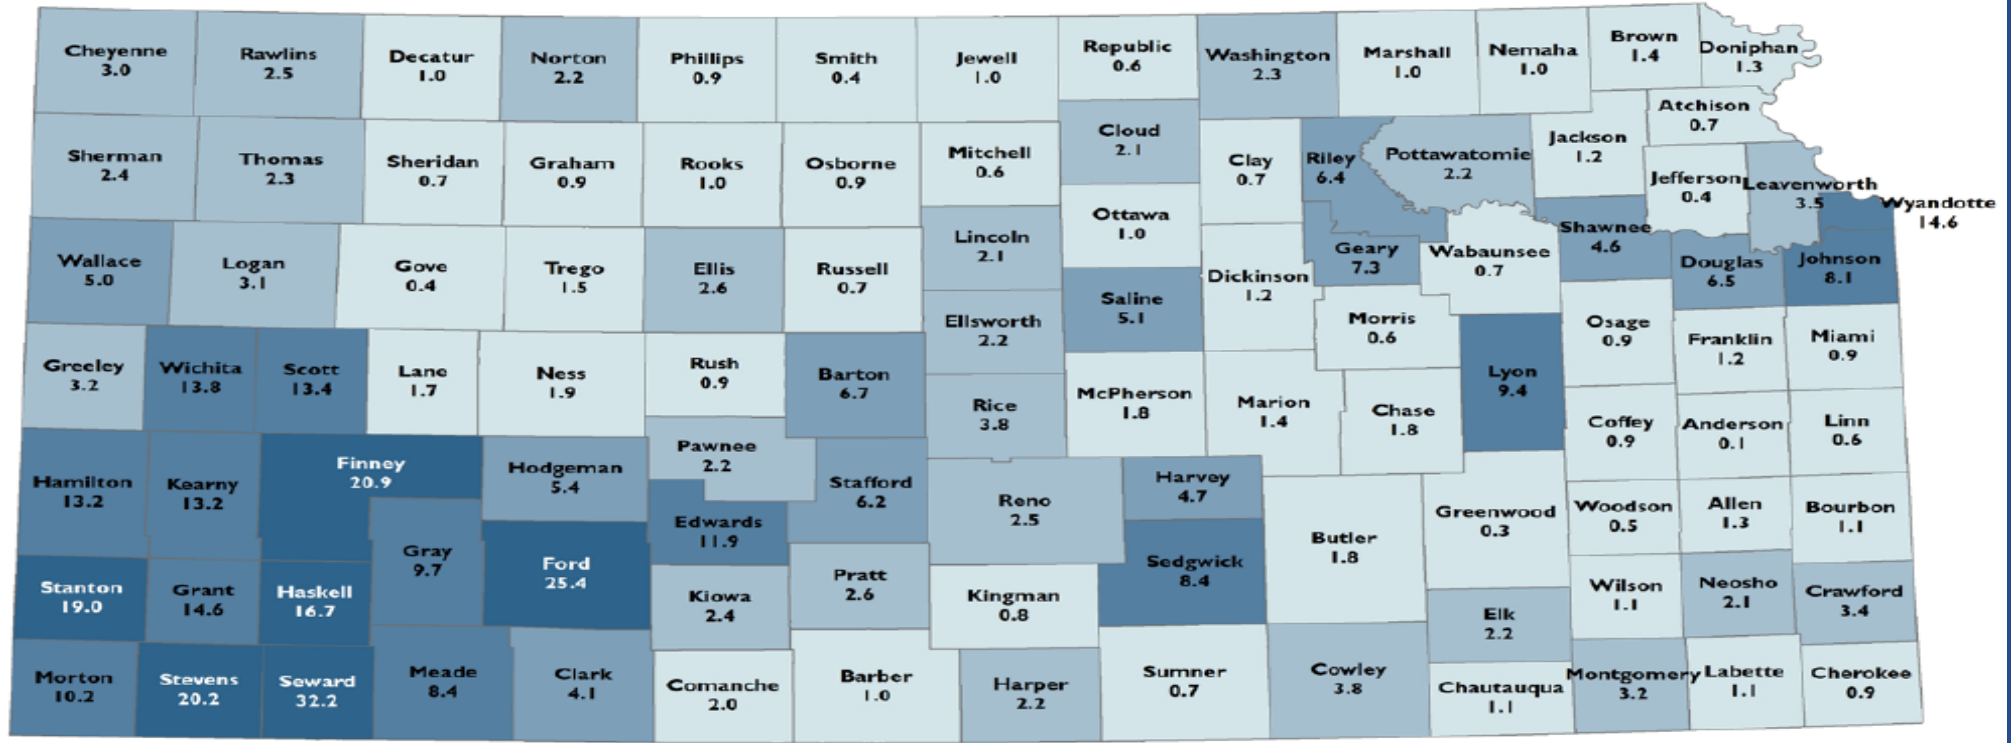 Cheyenne
3.0
Rawlins
2.5
Decatur
1.0
Norton
2.2
Phillips
0.9
Smith
0.4
Jewell
1.0
Republic
0.6
Washington
2.3
Marshall
1.0
Nemaha
1.0
Brown
1.4
Doniphan
1.3
Sherman
2.4
Thomas
2.3
Sheridan
0.7
Graham
0.9
Rooks
1.0
Osborne
0.9
Mitchell
0.6
Cloud
2.1
Clay
0.7
Riley
6.4
Pottawatomie
2.2
Jackson
1.2
Atchison
0.7
Jefferson
0.4
Leavenworth
3.5
Wyandotte
14.6
Wallace
5.0
Logan
3.1
Gove
0.4
Trego
1.5
Ellis
2.6
Russell
0.7
Lincoln
2.1
Ottawa
1.0
Dickinson
1.2
Geary
7.3
Wabaunsee
0.7
Shawnee
4.6
Douglas
6.5
Johnson
8.1
Saline
5.1
Ellsworth
2.2
Morris
0.6
Osage
0.9
Franklin
1.2
Miami
0.9
Greeley
3.2
Wichita
13.8
Scott
13.4
Lane
1.7
Ness
1.9
Rush
0.9
Barton
6.7
Rice
3.8
McPherson
1.8
Marion
1.4
Chase
1.8
Lyon
9.4
Coffey
0.9
Anderson
0.1
Linn
0.6
Hamilton
13.2
Kearny
13.2
Finney
20.9
Hodgeman
5.4
Pawnee
2.2
Stafford
6.2
Edwards
11.9
Reno
2.5
Harvey
4.7
Greenwood
0.3
Woodson
0.5
Allen
1.3
Bourbon
1.1
Gray
9.7
Ford
25.4
Sedgwick
8.4
Butler
1.8
Stanton
19.0
Grant
14.6
Haskell
16.7
Kiowa
2.4
Pratt
2.6
Kingman
0.8
Elk
2.2
Wilson
1.1
Neosho
2.1
Crawford
3.4
Morton
10.2
Stevens
20.2
Seward
32.2
Meade
8.4
Clark
4.1
Comanche
2.0
Barber
1.0
Harper
2.2
Sumner
0.7
Cowley
3.8
Chautauqua
1.1
Montgomery
3.2
Labette
1.1
Cherokee
0.9